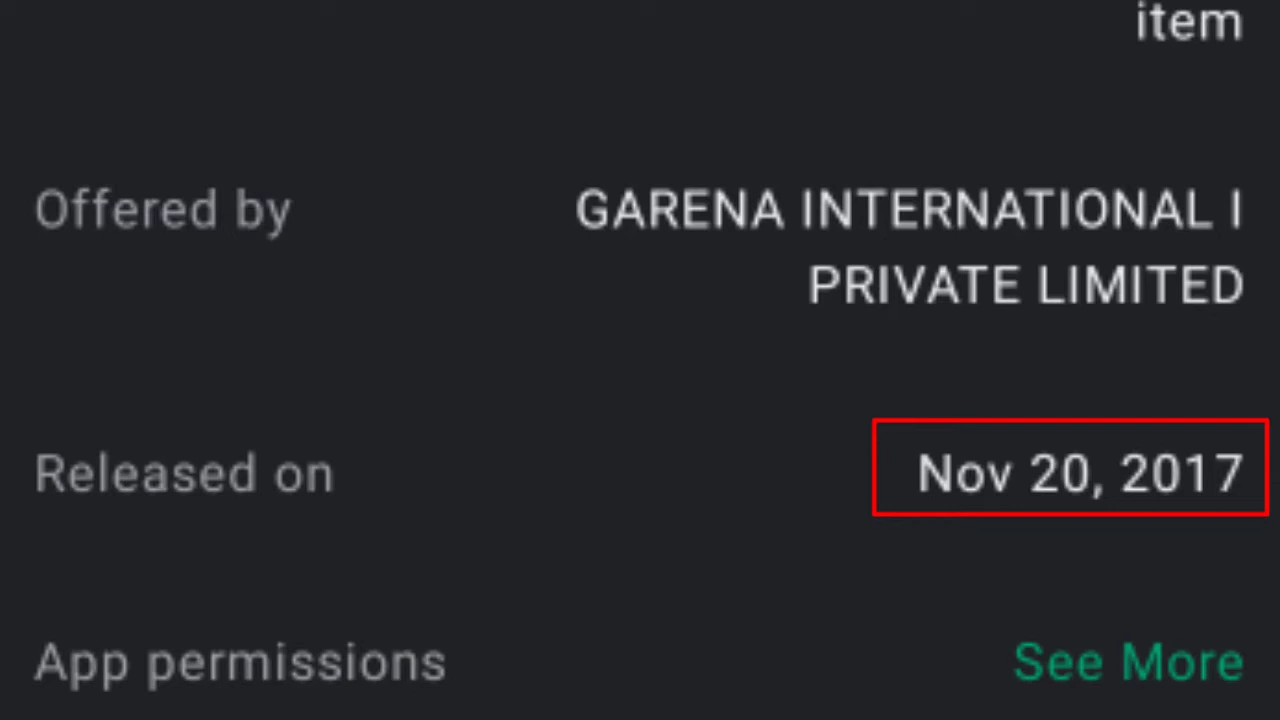 item
Offered by
GARENA INTERNATIONAL I
PRIVATE LIMITED
Released on
Nov 20, 2017
App permissions
See More